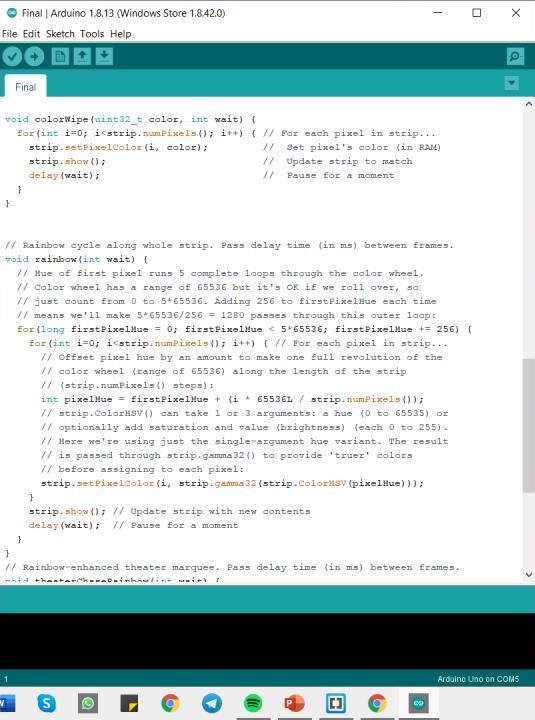 Final | Arduino 1.8.13 (Windows Store 1.8.42.0)
File Edit Sketch Tools Help
Final
void colorWipe(uint32_t color, int wait) {
  for(int i=0; i<strip.numPixels(); i++) { // For each pixel in strip...
    strip.setPixelColor(i, color);         //  Set pixel's color (in RAM)
    strip.show();                          //  Update strip to match
    delay(wait);                           //  Pause for a moment
  }
}
// Rainbow cycle along whole strip. Pass delay time (in ms) between frames.
void rainbow(int wait) {
  // Hue of first pixel runs 5 complete loops through the color wheel.
  // Color wheel has a range of 65536 but it's OK if we roll over, so
  // just count from 0 to 5*65536. Adding 256 to firstPixelHue each time
  // means we'll make 5*65536/256 = 1280 passes through this outer loop:
  for(long firstPixelHue = 0; firstPixelHue < 5*65536; firstPixelHue += 256) {
    for(int i=0; i<strip.numPixels(); i++) { // For each pixel in strip...
      // Offset pixel hue by an amount to make one full revolution of the
      // color wheel (range of 65536) along the length of the strip
      // (strip.numPixels() steps):
      int pixelHue = firstPixelHue + (i * 65536L / strip.numPixels());
      // strip.ColorHSV() can take 1 or 3 arguments: a hue (0 to 65535) or
      // optionally add saturation and value (brightness) (each 0 to 255).
      // Here we're using just the single-argument hue variant. The result
      // is passed through strip.gamma32() to provide 'truer' colors
      // before assigning to each pixel:
      strip.setPixelColor(i, strip.gamma32(strip.ColorHSV(pixelHue)));
    }
    strip.show(); // Update strip with new contents
    delay(wait);  // Pause for a moment
  }
}
// Rainbow-enhanced theater marquee. Pass delay time (in ms) between frames.
void theaterChaseRainbow(int wait) {
1
Arduino Uno on COM5